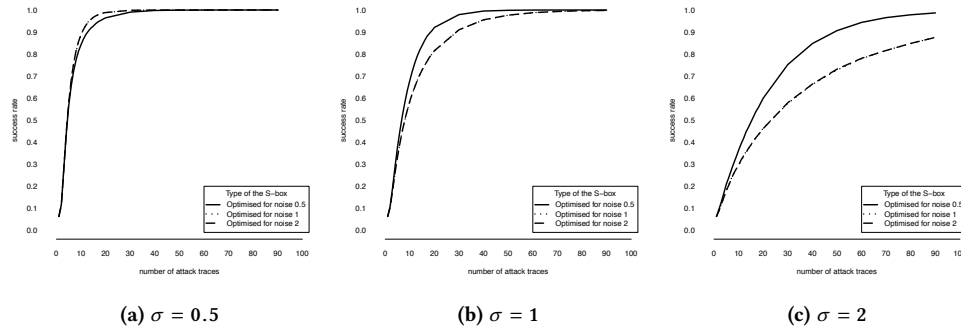 1.0
0.9
0.8
0.7
0.6
0.5
0.4
0.3
0.2
0.1
0.0
success rate
Type of the S−box
Optimised for noise 0.5
Optimised for noise 1
Optimised for noise 2
0 10 20 30 40 50 60 70 80 90 100
number of attack traces
(a) σ = 0.5
1.0
0.9
0.8
0.7
0.6
0.5
0.4
0.3
0.2
0.1
0.0
success rate
Type of the S−box
Optimised for noise 0.5
Optimised for noise 1
Optimised for noise 2
0 10 20 30 40 50 60 70 80 90 100
number of attack traces
(b) σ = 1
1.0
0.9
0.8
0.7
0.6
0.5
0.4
0.3
0.2
0.1
0.0
success rate
Type of the S−box
Optimised for noise 0.5
Optimised for noise 1
Optimised for noise 2
0 10 20 30 40 50 60 70 80 90 100
number of attack traces
(c) σ = 2